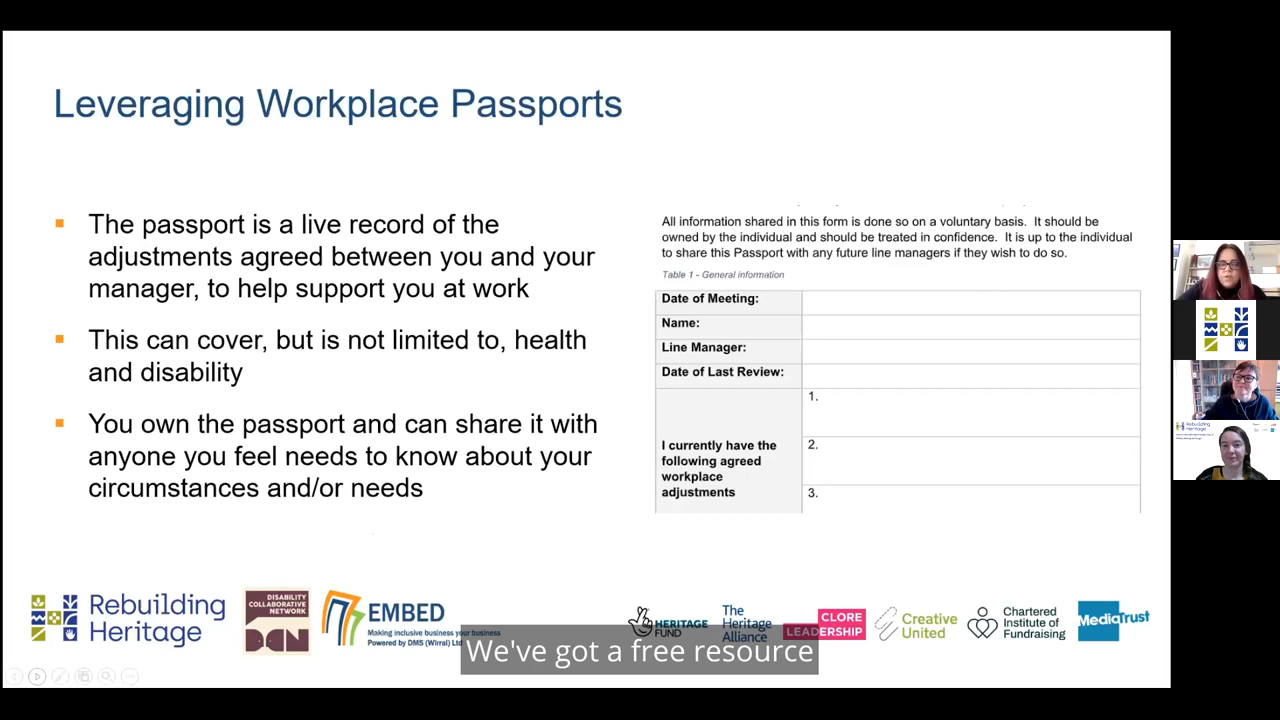 Leveraging Workplace Passports
The passport is a live record of the
adjustments agreed between you and your
manager, to help support you at work
This can cover, but is not limited to, health
and disability
You own the passport and can share it with
anyone you feel needs to know about your
circumstances and/or needs
All information shared in this form is done so on a voluntary basis. It should be
owned by the individual and should be treated in confidence. It is up to the individual
to share this Passport with any future line managers if they wish to do so.
Table 1 - General information
Date of Meeting:
Name:
Line Manager:
Date of Last Review:
I currently have the
following agreed
workplace
adjustments
1.
2.
3.
Rebuilding
Heritage
DISABILITY
COLLABORATIVE
NETWORK
DCN
EMBED
Making inclusive business your business
Powered by DMS (Wirral) Ltd
HERITAGE
FUND
The
Heritage
Alliance
CLORE
LEADERSHIP
Creative
United
Chartered
Institute of
Fundraising
MediaTrust
We've got a free resource
Rebuilding
Heritage